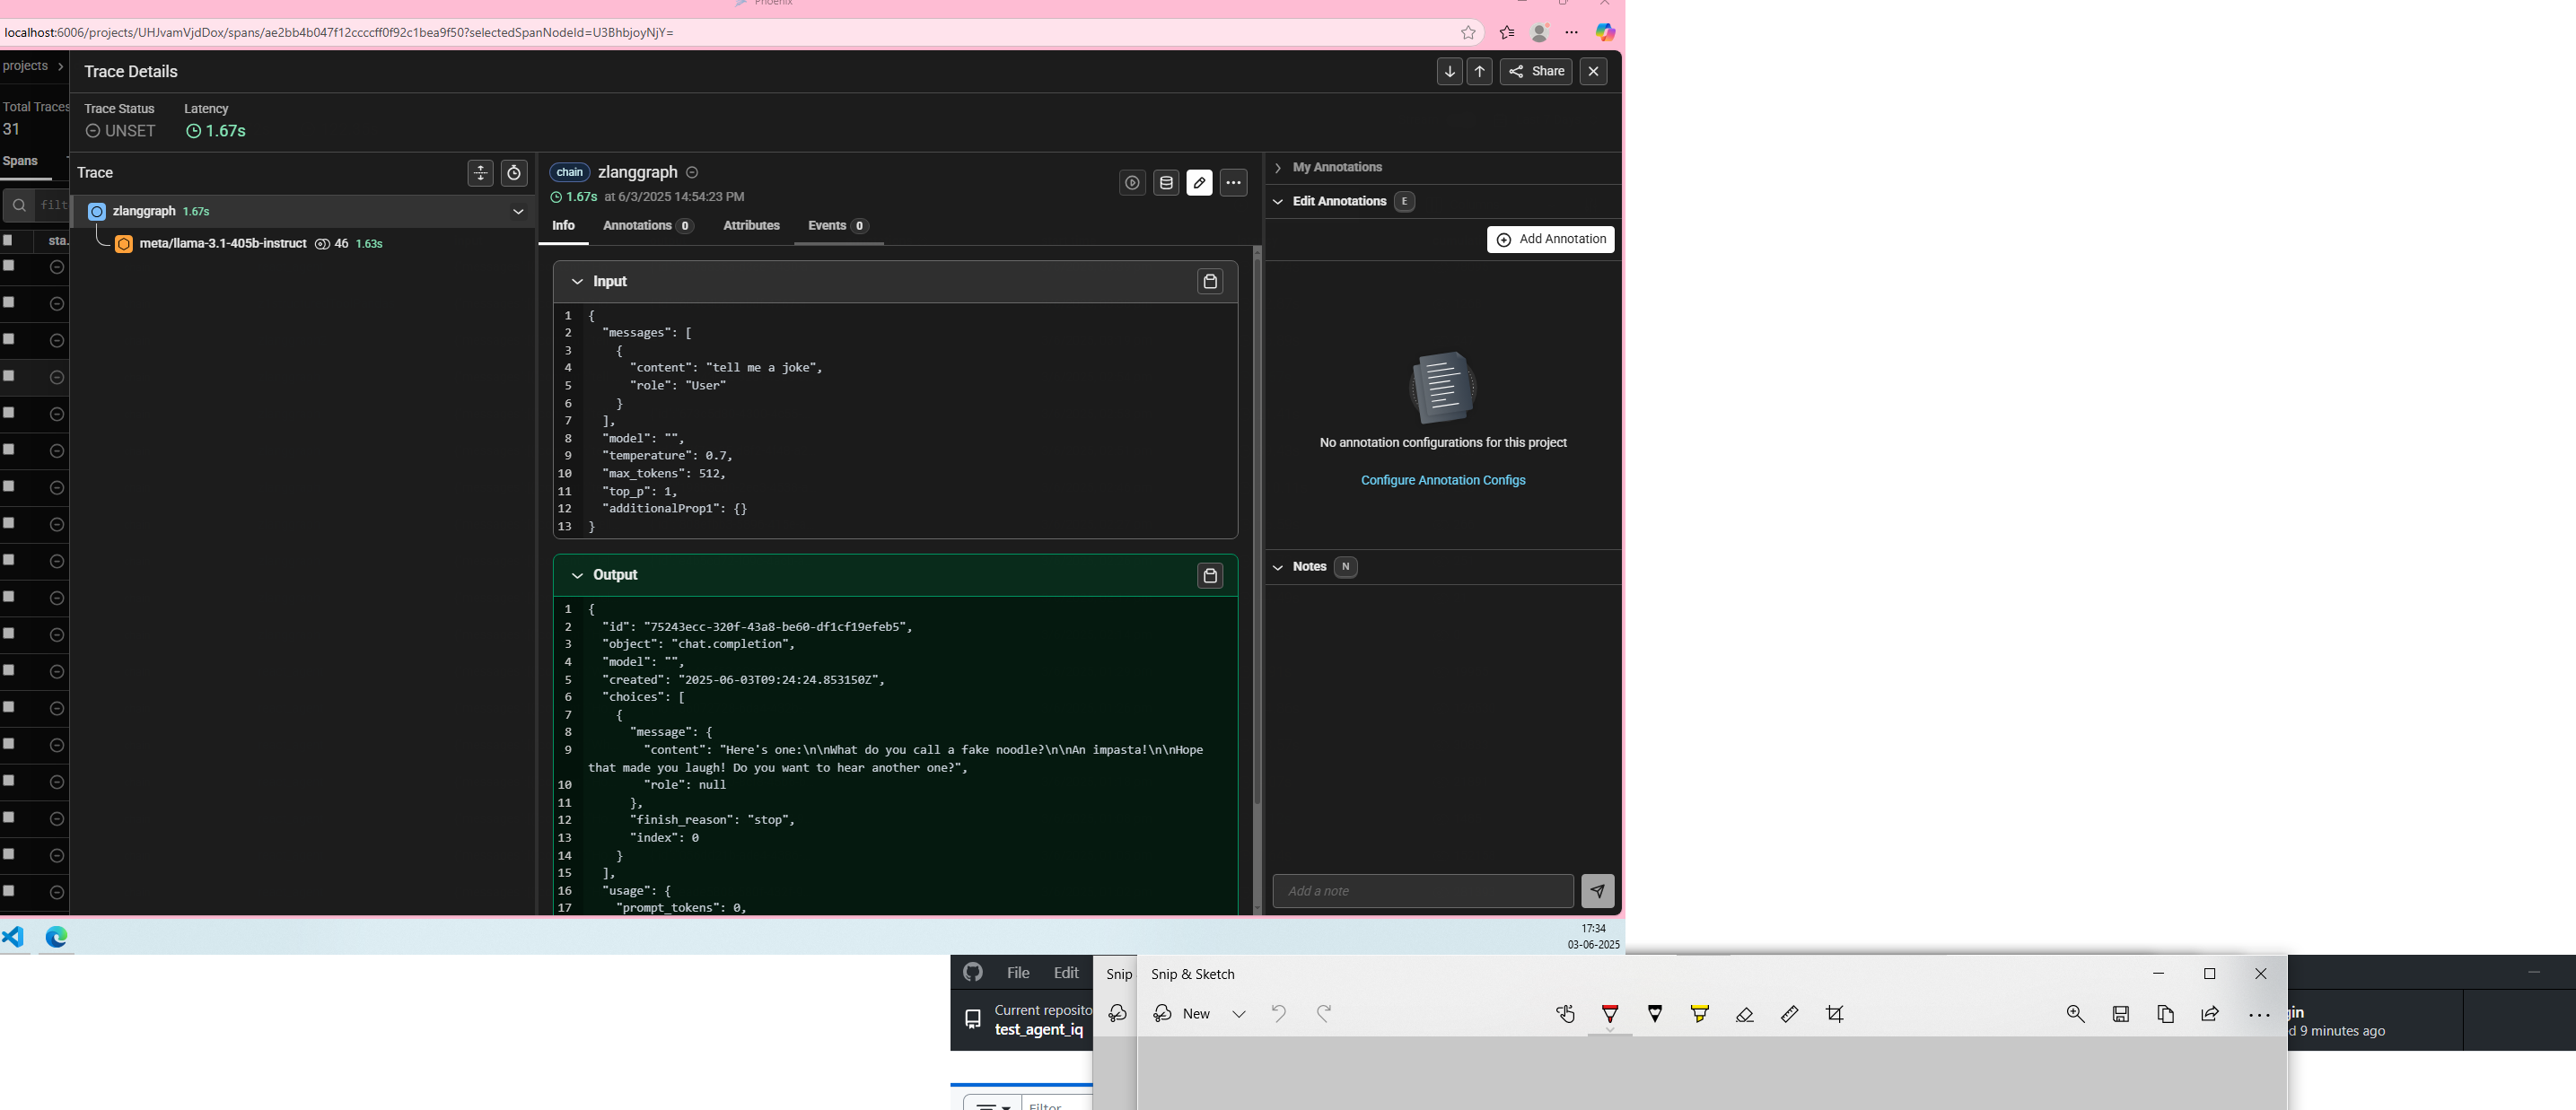 Phoenix
localhost:6006/projects/UHJvamVjdDox/spans/ae2bb4b047f12ccccff0f92c1bea9f50?selectedSpanNodeId=U3BhbjoyNjY=
projects
Total Traces
31
Spans
filt
sta.
Trace Details
Share
Trace Status
Latency
UNSET
1.67s
Trace
zlanggraph 1.67s
meta/llama-3.1-405b-instruct 46 1.63s
chain zlanggraph
1.67s at 6/3/2025 14:54:23 PM
Info Annotations 0 Attributes Events 0
Input
1 {
2 "messages": [
3 {
4 "content": "tell me a joke",
5 "role": "User"
6 }
7 ],
8 "model": "",
9 "temperature": 0.7,
10 "max_tokens": 512,
11 "top_p": 1,
12 "additionalProp1": {}
13 }
Output
1 {
2 "id": "75243ecc-320f-43a8-be60-df1cf19efeb5",
3 "object": "chat.completion",
4 "model": "",
5 "created": "2025-06-03T09:24:24.853150Z",
6 "choices": [
7 {
8 "message": {
9 "content": "Here's one:\n\nWhat do you call a fake noodle?\n\nAn impasta!\n\nHope
that made you laugh! Do you want to hear another one?",
10 "role": null
11 },
12 "finish_reason": "stop",
13 "index": 0
14 }
15 ],
16 "usage": {
17 "prompt_tokens": 0,
My Annotations
Edit Annotations E
Add Annotation
No annotation configurations for this project
Configure Annotation Configs
Notes N
Add a note
17:34
03-06-2025
File Edit
Current reposito
test_agent_iq
Snip
Snip & Sketch
New
gin
d 9 minutes ago
Filter